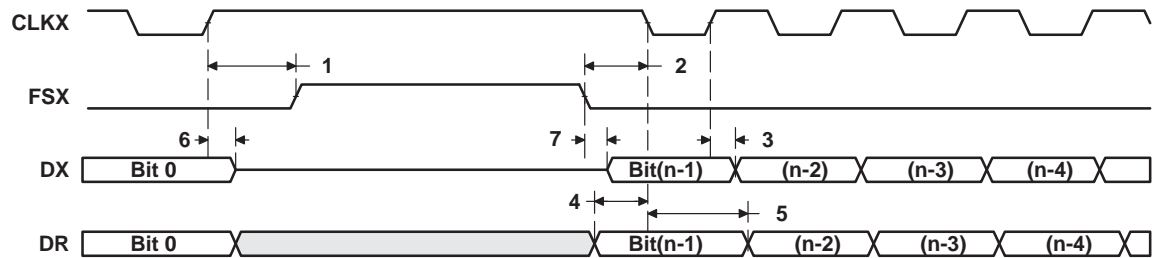 CLKX
1 2
FSX
6 7 3
DX Bit 0 Bit(n-1) (n-2) (n-3) (n-4)
4 5
DR Bit 0 Bit(n-1) (n-2) (n-3) (n-4)